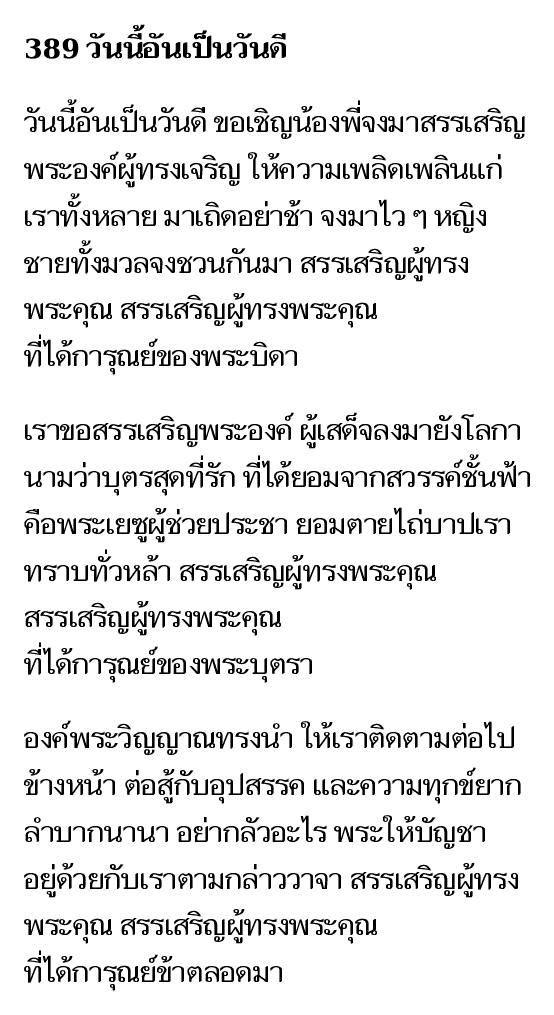 389 วันนี้อันเป็นวันดี
วันนี้อันเป็นวันดี ขอเชิญน้องพี่จงมาสรรเสริญ
พระองค์ผู้ทรงเจริญ ให้ความเพลิดเพลินแก่
เราทั้งหลาย มาเถิดอย่าช้า จงมาไว ๆ หญิง
ชายทั้งมวลจงชวนกันมา สรรเสริญผู้ทรง
พระคุณ สรรเสริญผู้ทรงพระคุณ
ที่ได้การุณย์ของพระบิดา
เราขอสรรเสริญพระองค์ ผู้เสด็จลงมายังโลกา
นามว่าบุตรสุดที่รัก ที่ได้ยอมจากสวรรค์ชั้นฟ้า
คือพระเยซูผู้ช่วยประชา ยอมตายไถ่บาปเรา
ทราบทั่วหล้า สรรเสริญผู้ทรงพระคุณ
สรรเสริญผู้ทรงพระคุณ
ที่ได้การุณย์ของพระบุตรา
องค์พระวิญญาณทรงนำ ให้เราติดตามต่อไป
ข้างหน้า ต่อสู้กับอุปสรรค และความทุกข์ยาก
ลำบากนานา อย่ากลัวอะไร พระให้บัญชา
อยู่ด้วยกับเราตามกล่าววาจา สรรเสริญผู้ทรง
พระคุณ สรรเสริญผู้ทรงพระคุณ
ที่ได้การุณย์ข้าตลอดมา